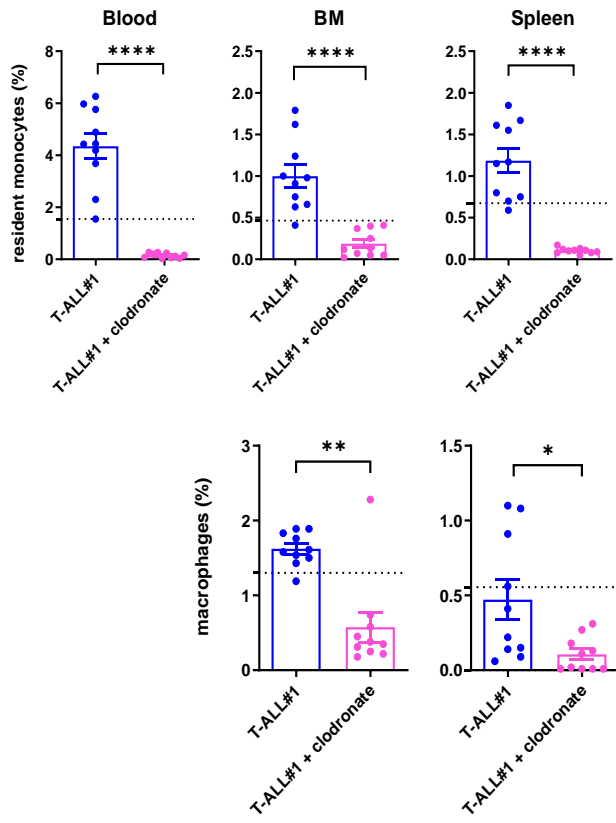 Blood
BM
Spleen
resident monocytes (%)
8
6
4
2
0
****
T-ALL#1
T-ALL#1 + clodronate
2.5
2.0
1.5
1.0
0.5
0.0
****
T-ALL#1
T-ALL#1 + clodronate
2.5
2.0
1.5
1.0
0.5
0.0
****
T-ALL#1
T-ALL#1 + clodronate
macrophages (%)
3
2
1
0
**
T-ALL#1
T-ALL#1 + clodronate
1.5
1.0
0.5
0.0
*
T-ALL#1
T-ALL#1 + clodronate